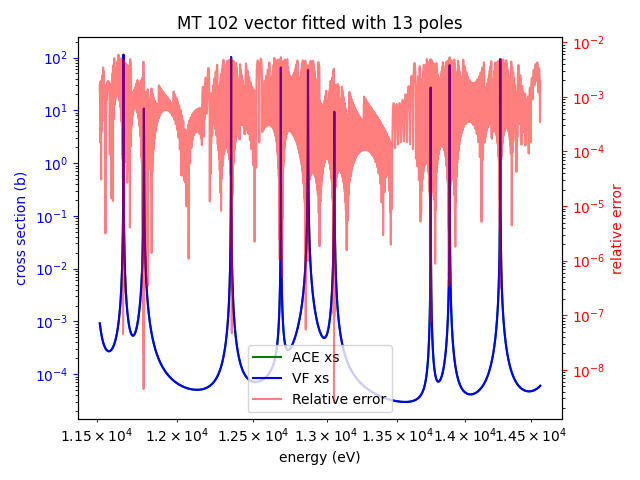 MT 102 vector fitted with 13 poles
cross section (b)
10²
10¹
10⁰
10⁻¹
10⁻²
10⁻³
10⁻⁴
10⁻²
10⁻³
10⁻⁴
10⁻⁵
10⁻⁶
10⁻⁷
10⁻⁸
relative error
ACE xs
VF xs
Relative error
1.15 × 10⁴ 1.2 × 10⁴ 1.25 × 10⁴ 1.3 × 10⁴ 1.35 × 10⁴ 1.4 × 10⁴ 1.45 × 10⁴
energy (eV)